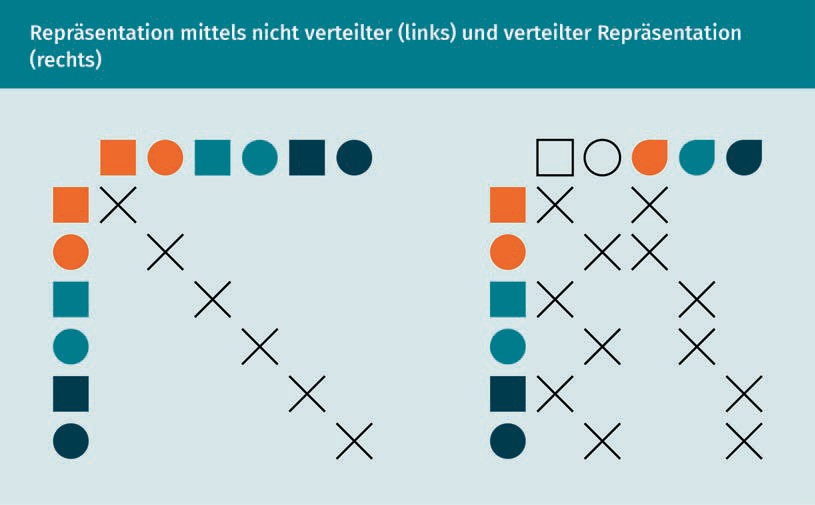 Repräsentation mittels nicht verteilter (links) und verteilter Repräsentation
(rechts)